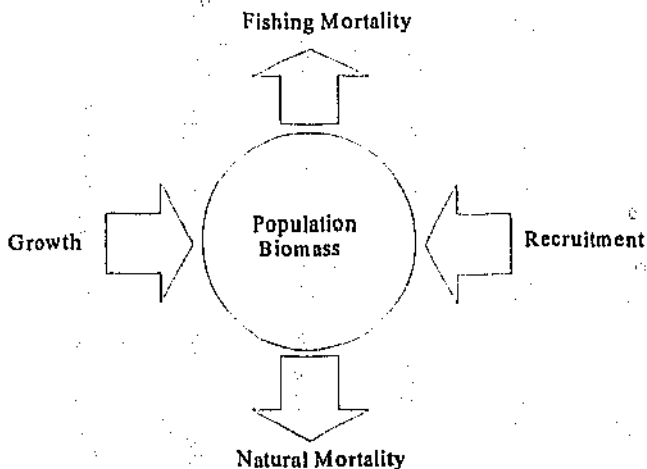 Fishing Mortality
Growth
Population
Biomass
Recruitment
Natural Mortality